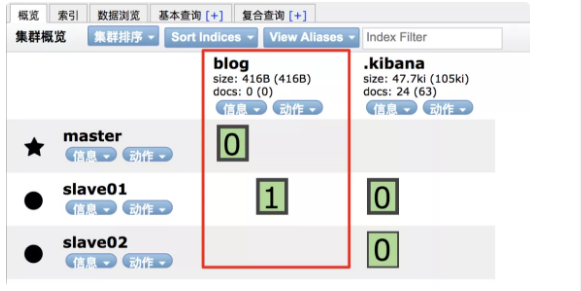 概览 索引 数据浏览 基本查询 [+] 复合查询 [+]
集群概览 集群排序 Sort Indices View Aliases Index Filter
blog .kibana
size: 416B (416B) size: 47.7ki (105ki)
docs: 0 (0) docs: 24 (63)
信息 动作 信息 动作
master 0
信息 动作
slave01 1 0
信息 动作
slave02 0
信息 动作